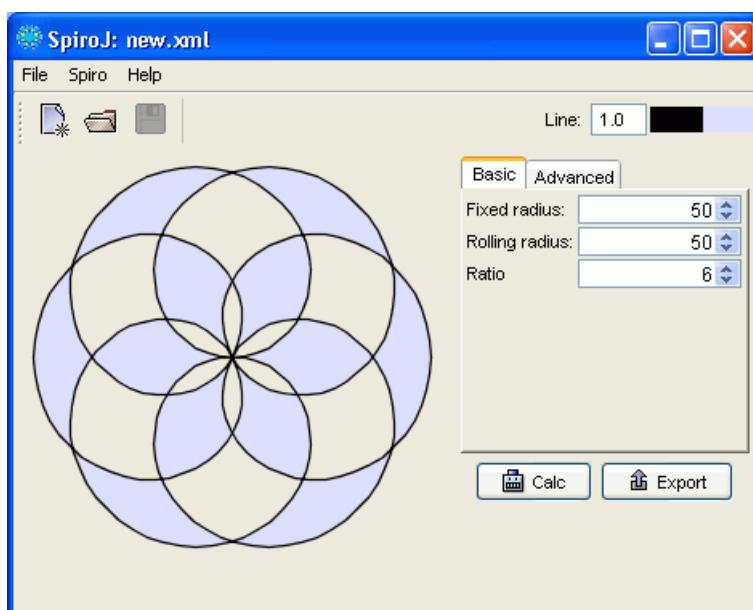 SpiroJ: new.xml
File Spiro Help
Line: 1.0
Basic Advanced
Fixed radius: 50
Rolling radius: 50
Ratio 6
Calc Export